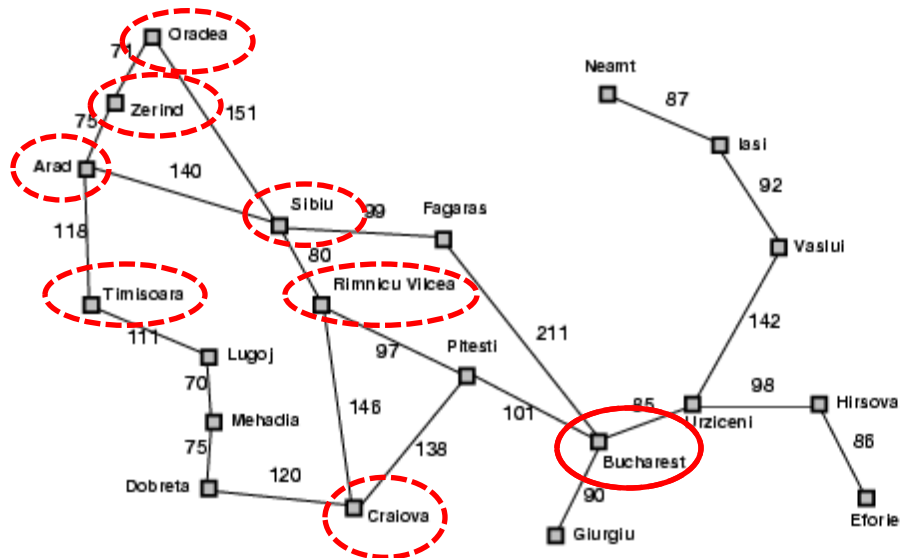 Oradea
71
Neamt
Zerind
87
75
151
Iasi
Arad
140
92
Sibiu
Fagaras
99
118
Vaslui
80
Timisoara
Rimnicu Vilcea
142
111
211
Lugoj
97
Pitesti
70
98
Hirsova
146
101
85
Mehadia
Urziceni
138
86
75
Bucharest
Dobreta
120
90
Craiova
Eforie
Giurgiu